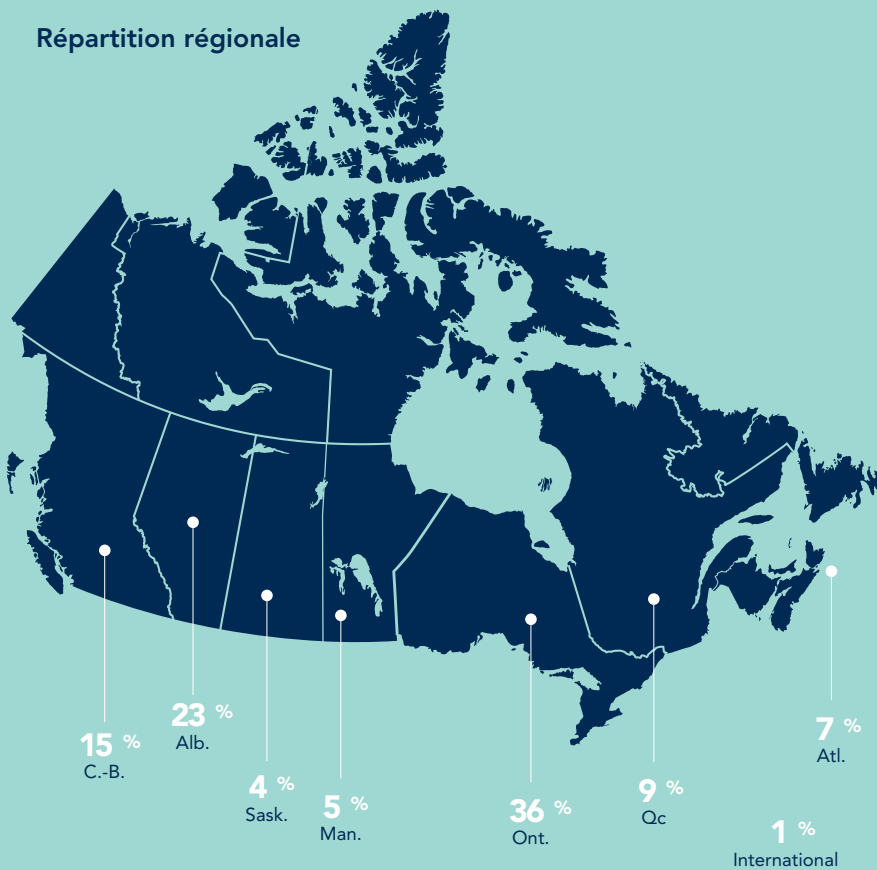 Répartition régionale
15 %
C.-B.
23 %
Alb.
4 %
Sask.
5 %
Man.
36 %
Ont.
9 %
Qc
7 %
Atl.
1 %
International